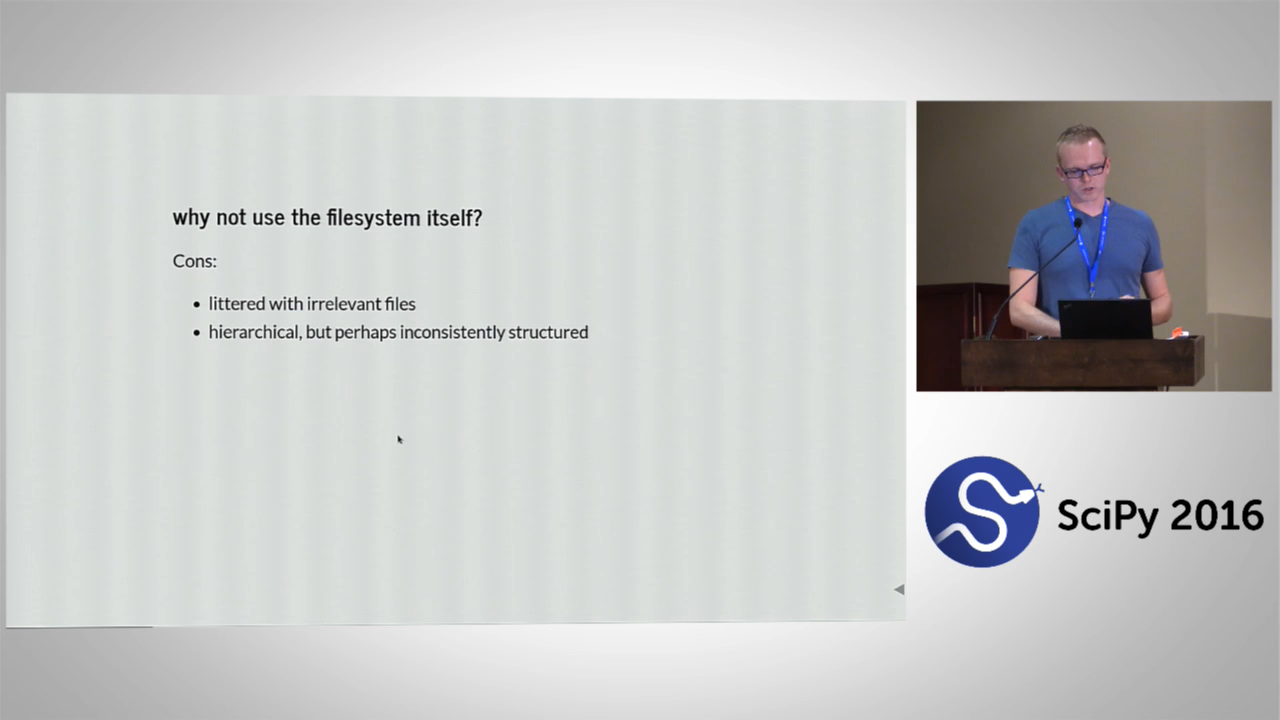 why not use the filesystem itself?
Cons:
• littered with irrelevant files
• hierarchical, but perhaps inconsistently structured
SciPy 2016